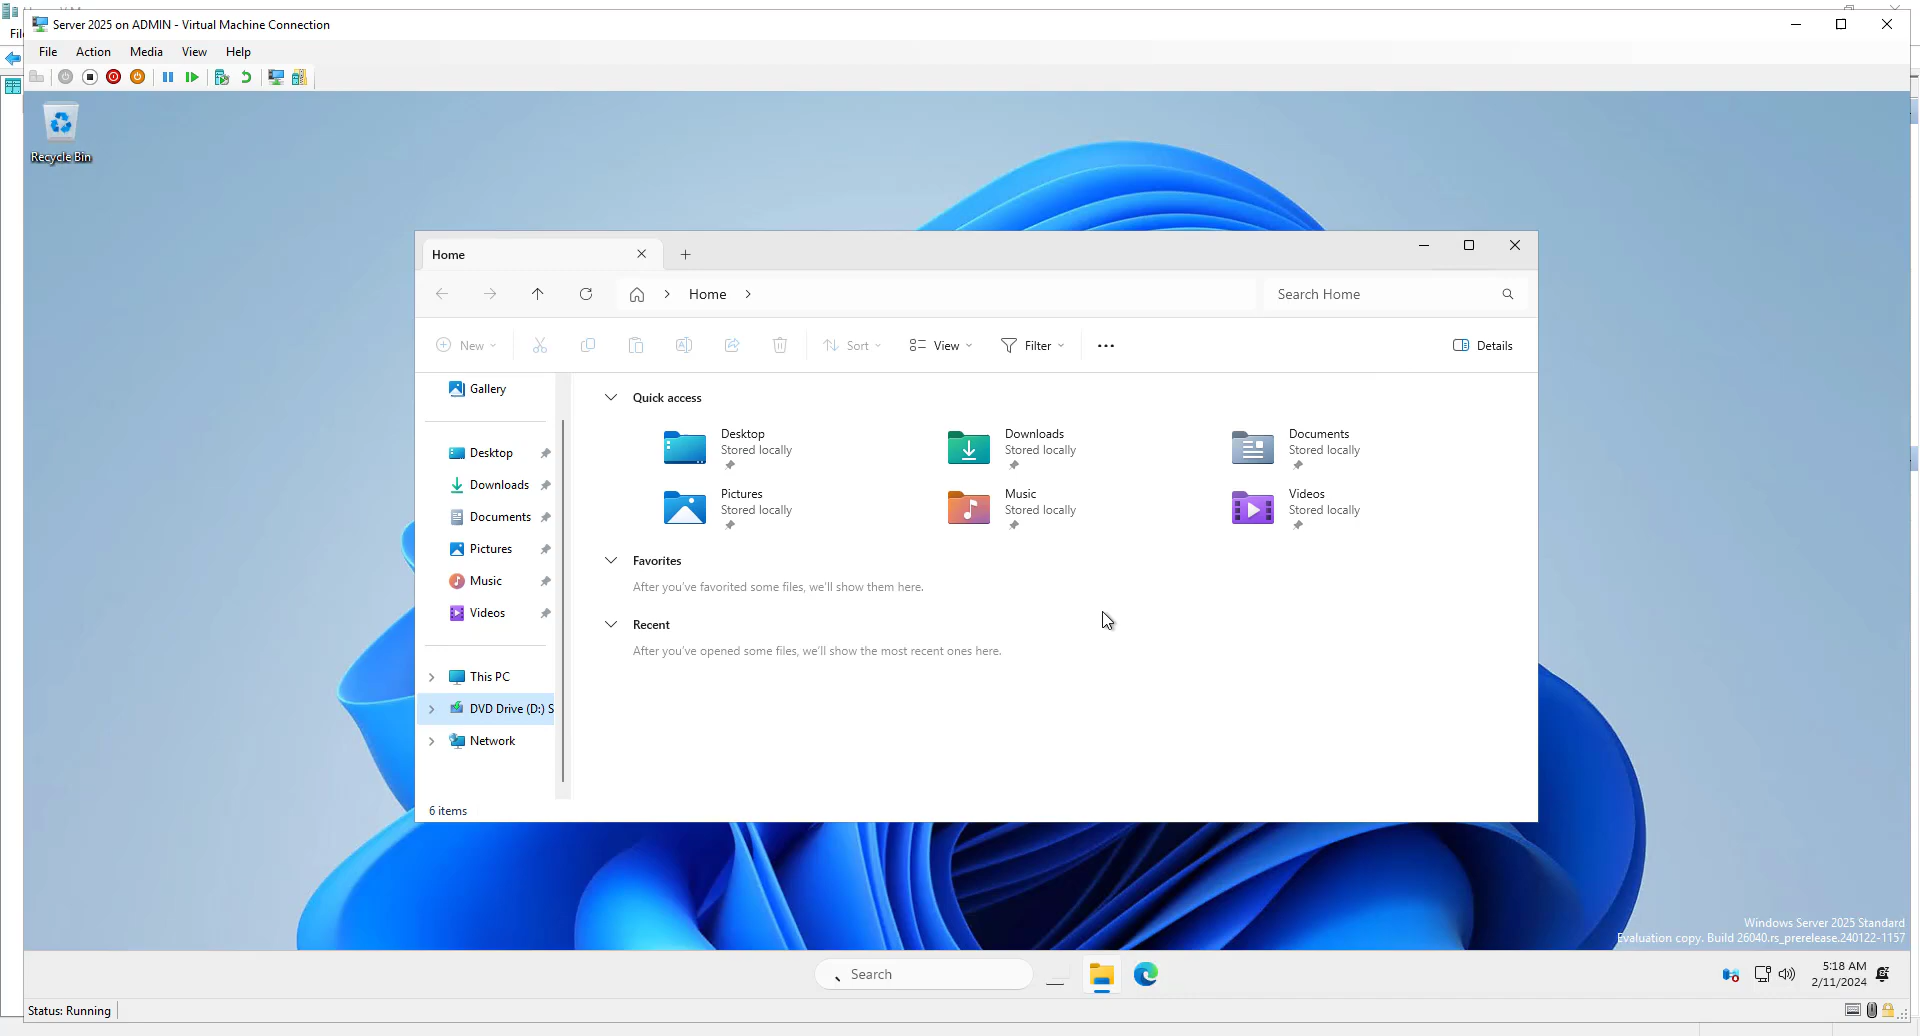 Server 2025 on ADMIN - Virtual Machine Connection
File Action Media View Help
Recycle Bin
Home
Home
Search Home
New
Sort
View
Filter
Details
Gallery
Desktop
Downloads
Documents
Pictures
Music
Videos
This PC
DVD Drive (D:) S
Network
Quick access
Desktop
Stored locally
Downloads
Stored locally
Documents
Stored locally
Pictures
Stored locally
Music
Stored locally
Videos
Stored locally
Favorites
After you've favorited some files, we'll show them here.
Recent
After you've opened some files, we'll show the most recent ones here.
6 items
Windows Server 2025 Standard
Evaluation copy. Build 26040.rs_prerelease.240122-1157
Search
5:18 AM
2/11/2024
Status: Running